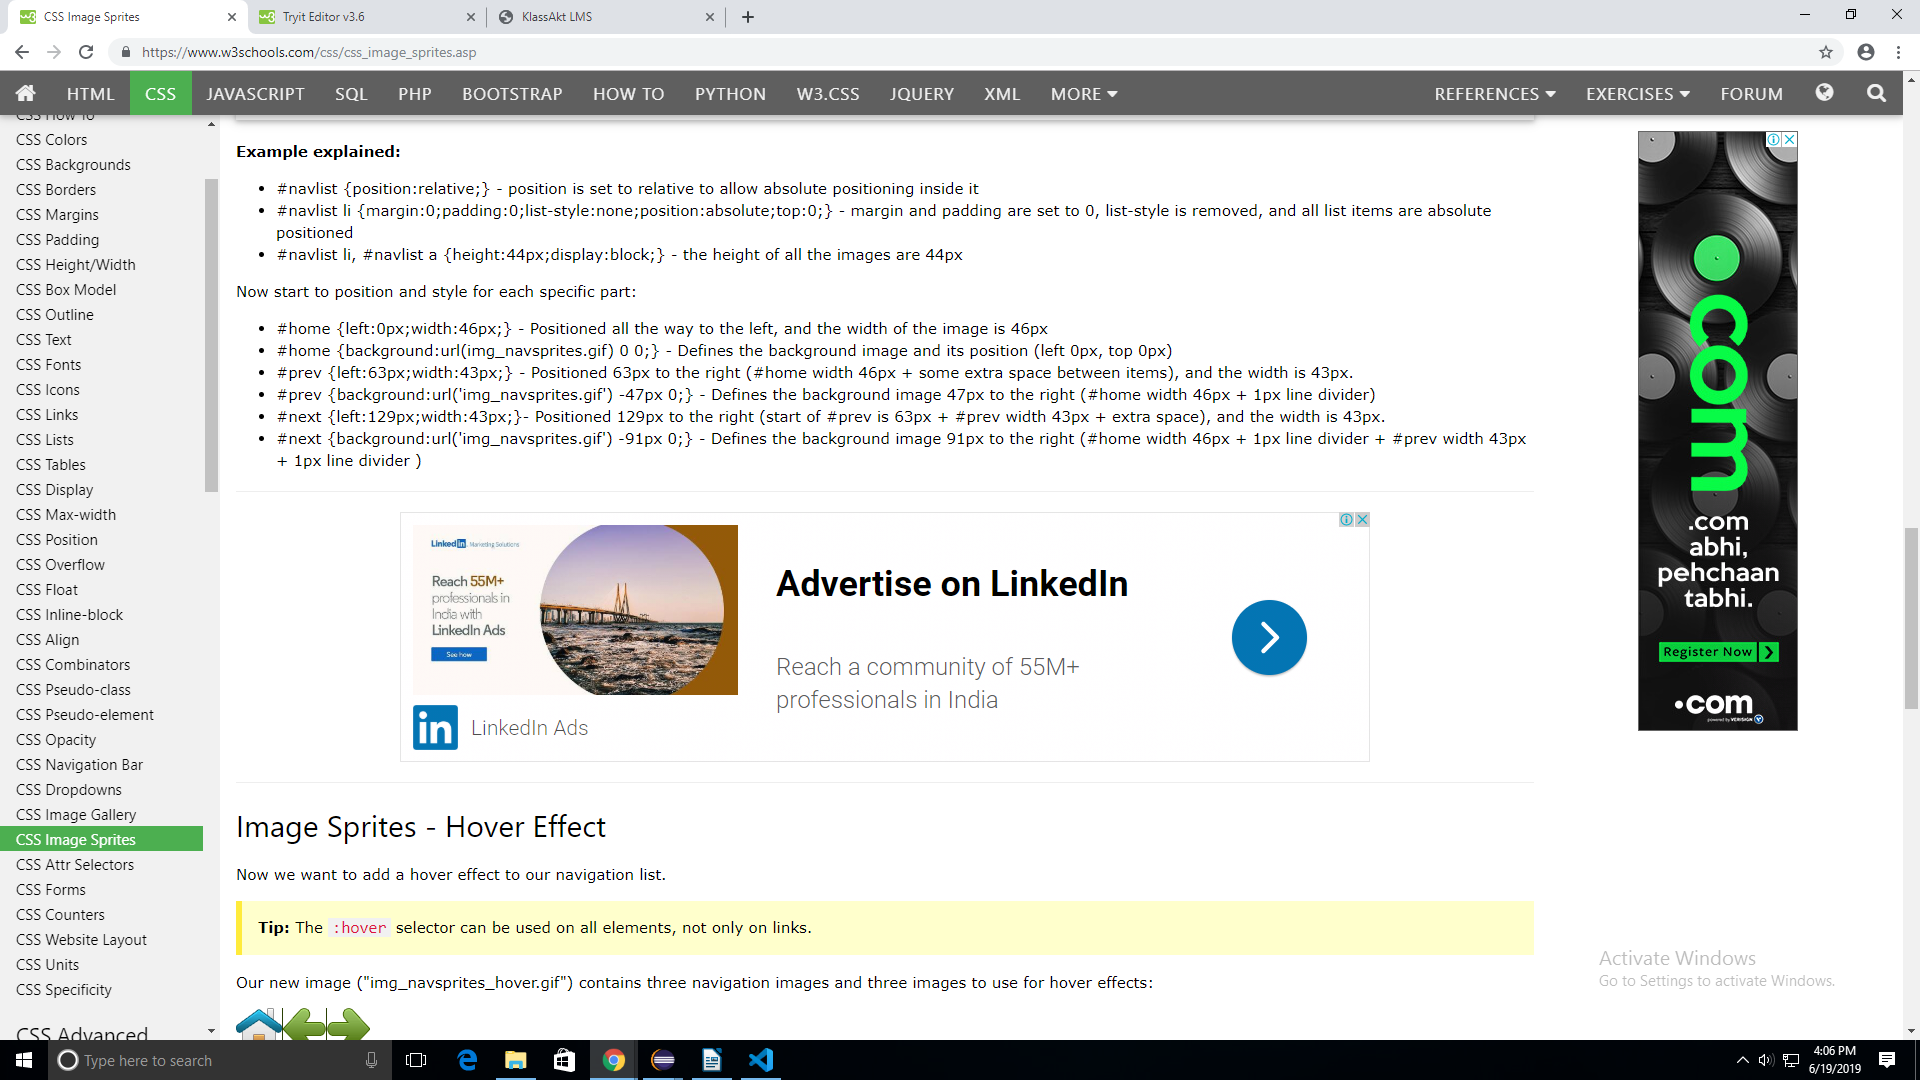 CSS Image Sprites
Tryit Editor v3.6
KlassAkt LMS
https://www.w3schools.com/css/css_image_sprites.asp
HTML CSS JAVASCRIPT SQL PHP BOOTSTRAP HOW TO PYTHON W3.CSS JQUERY XML MORE REFERENCES EXERCISES FORUM
CSS How To
CSS Colors
CSS Backgrounds
CSS Borders
CSS Margins
CSS Padding
CSS Height/Width
CSS Box Model
CSS Outline
CSS Text
CSS Fonts
CSS Icons
CSS Links
CSS Lists
CSS Tables
CSS Display
CSS Max-width
CSS Position
CSS Overflow
CSS Float
CSS Inline-block
CSS Align
CSS Combinators
CSS Pseudo-class
CSS Pseudo-element
CSS Opacity
CSS Navigation Bar
CSS Dropdowns
CSS Image Gallery
CSS Image Sprites
CSS Attr Selectors
CSS Forms
CSS Counters
CSS Website Layout
CSS Units
CSS Specificity
CSS Advanced
Example explained:
• #navlist {position:relative;} - position is set to relative to allow absolute positioning inside it
• #navlist li {margin:0;padding:0;list-style:none;position:absolute;top:0;} - margin and padding are set to 0, list-style is removed, and all list items are absolute
positioned
• #navlist li, #navlist a {height:44px;display:block;} - the height of all the images are 44px
Now start to position and style for each specific part:
• #home {left:0px;width:46px;} - Positioned all the way to the left, and the width of the image is 46px
• #home {background:url(img_navsprites.gif) 0 0;} - Defines the background image and its position (left 0px, top 0px)
• #prev {left:63px;width:43px;} - Positioned 63px to the right (#home width 46px + some extra space between items), and the width is 43px.
• #prev {background:url('img_navsprites.gif') -47px 0;} - Defines the background image 47px to the right (#home width 46px + 1px line divider)
• #next {left:129px;width:43px;}- Positioned 129px to the right (start of #prev is 63px + #prev width 43px + extra space), and the width is 43px.
• #next {background:url('img_navsprites.gif') -91px 0;} - Defines the background image 91px to the right (#home width 46px + 1px line divider + #prev width 43px
+ 1px line divider )
Linked in. Marketing Solutions
Reach 55M+
professionals in
India with
LinkedIn Ads
See how
in LinkedIn Ads
Advertise on LinkedIn
Reach a community of 55M+
professionals in India
Image Sprites - Hover Effect
Now we want to add a hover effect to our navigation list.
Tip: The :hover selector can be used on all elements, not only on links.
Our new image ("img_navsprites_hover.gif") contains three navigation images and three images to use for hover effects:
.com
.com
abhi,
pehchaan
tabhi.
Register Now
.com
powered by VERISIGN
Activate Windows
Go to Settings to activate Windows.
Type here to search
4:06 PM
6/19/2019